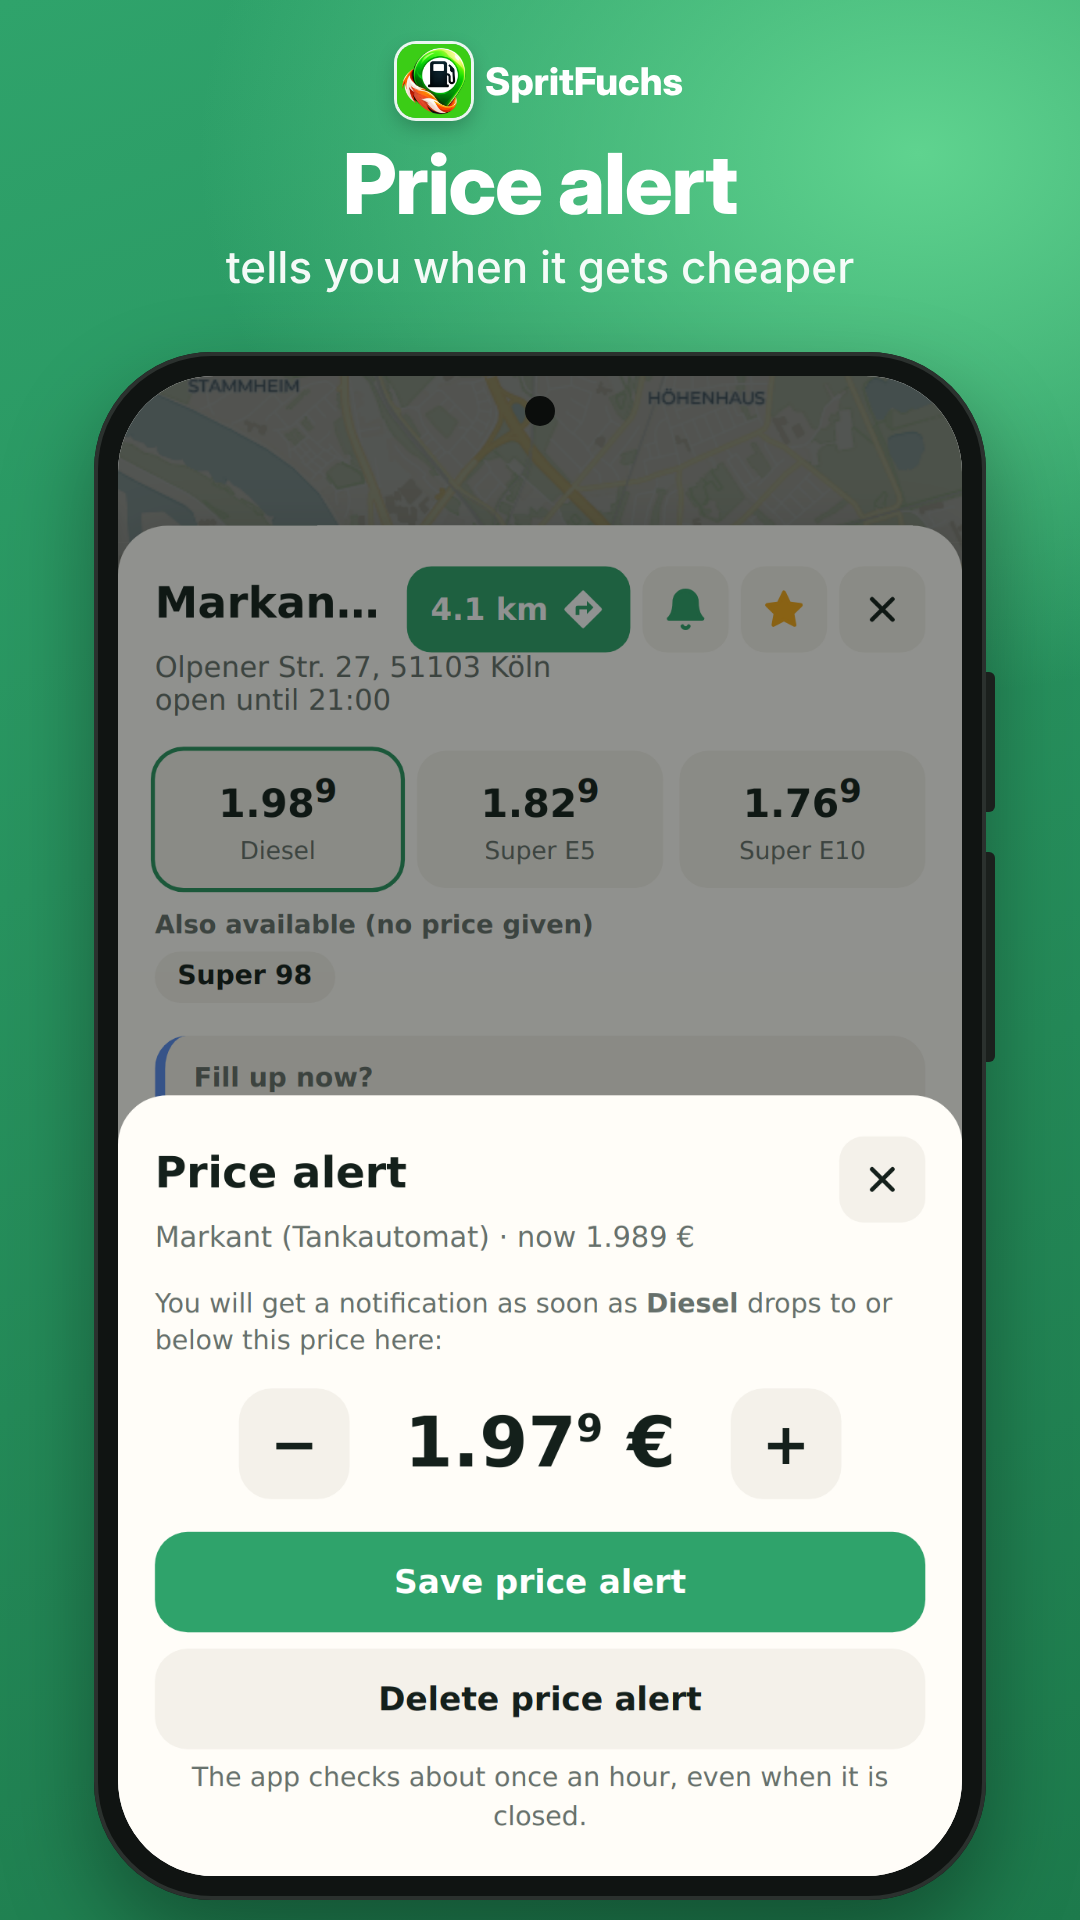 SpritFuchs
Price alert
tells you when it gets cheaper
STAMMHEIM
HÖHENHAUS
Markan...
4.1 km
Olpener Str. 27, 51103 Köln
open until 21:00
1.98⁹
Diesel
1.82⁹
Super E5
1.76⁹
Super E10
Also available (no price given)
Super 98
Fill up now?
Price alert
Markant (Tankautomat) · now 1.989 €
You will get a notification as soon as Diesel drops to or
below this price here:
− 1.97⁹ € +
Save price alert
Delete price alert
The app checks about once an hour, even when it is
closed.